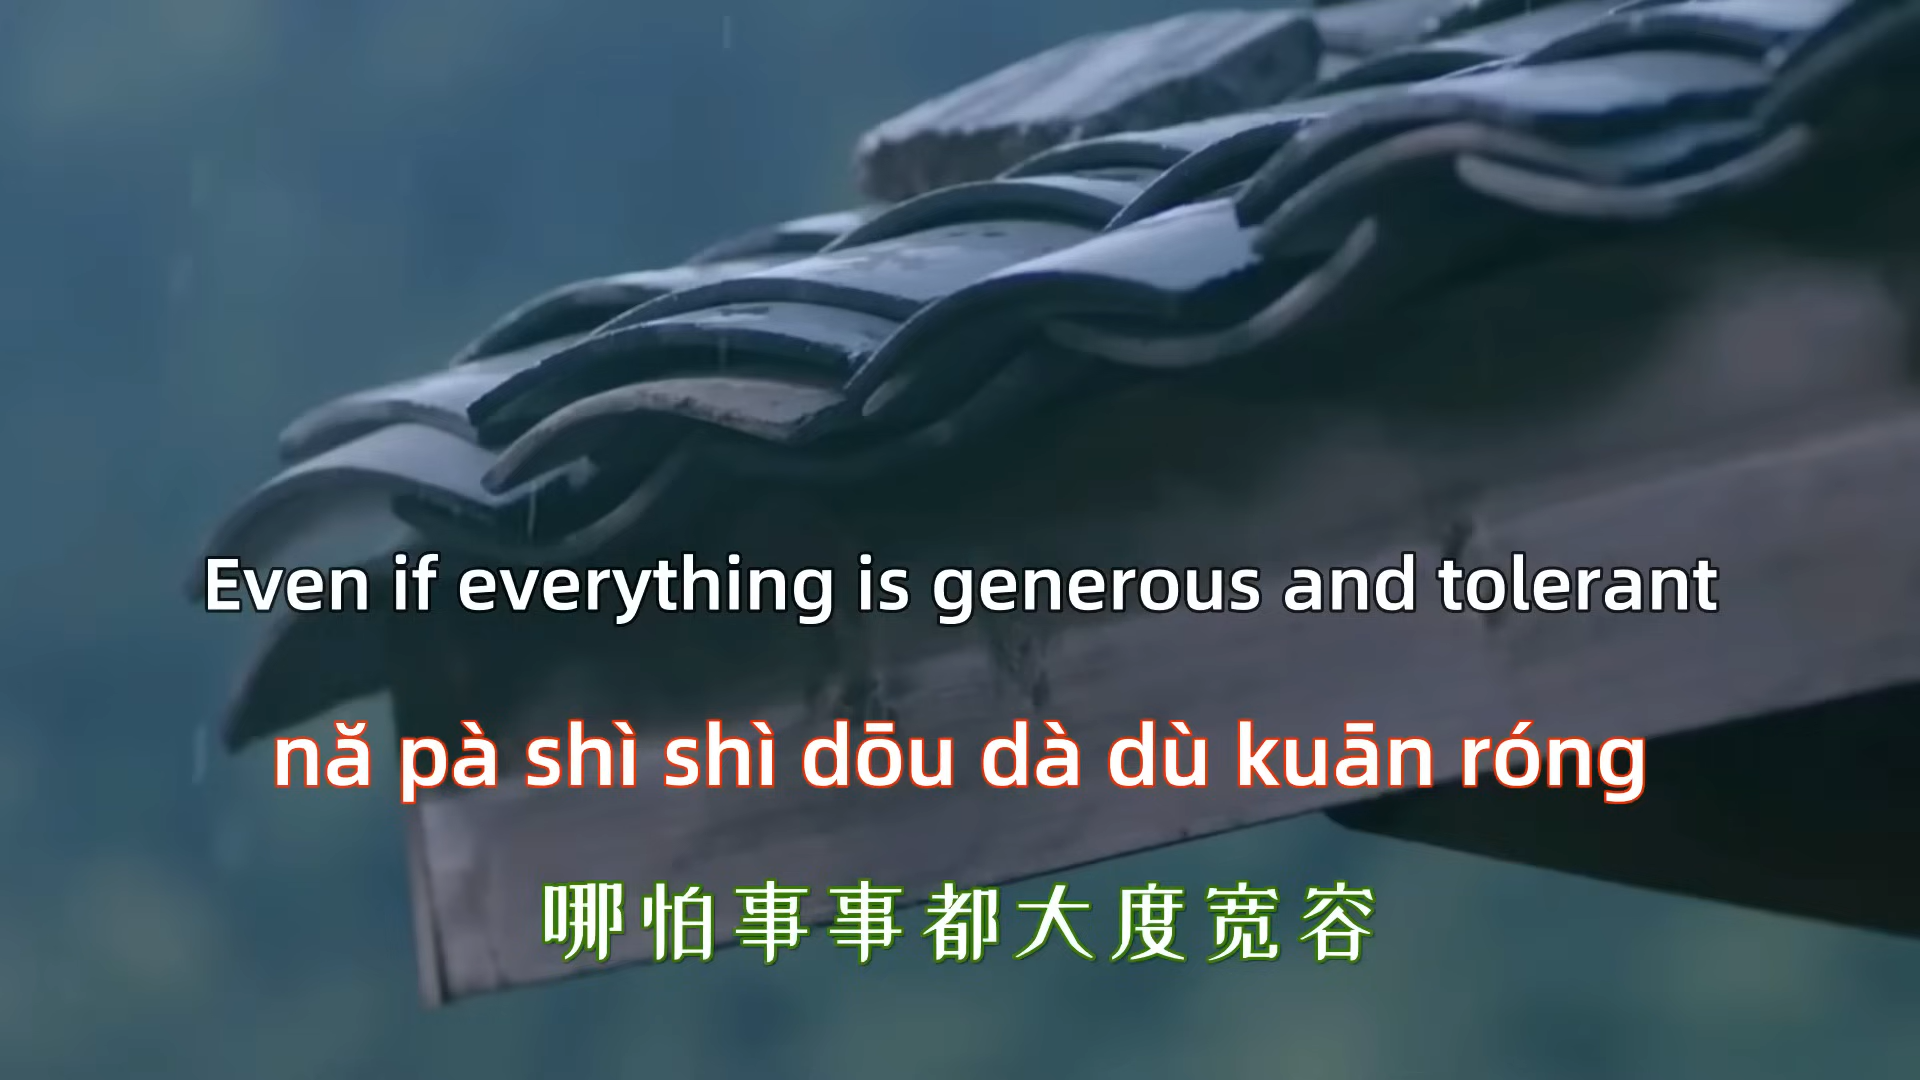 Even if everything is generous and tolerant
nă pà shì shì dōu dà dù kuān róng
哪怕事事都大度宽容